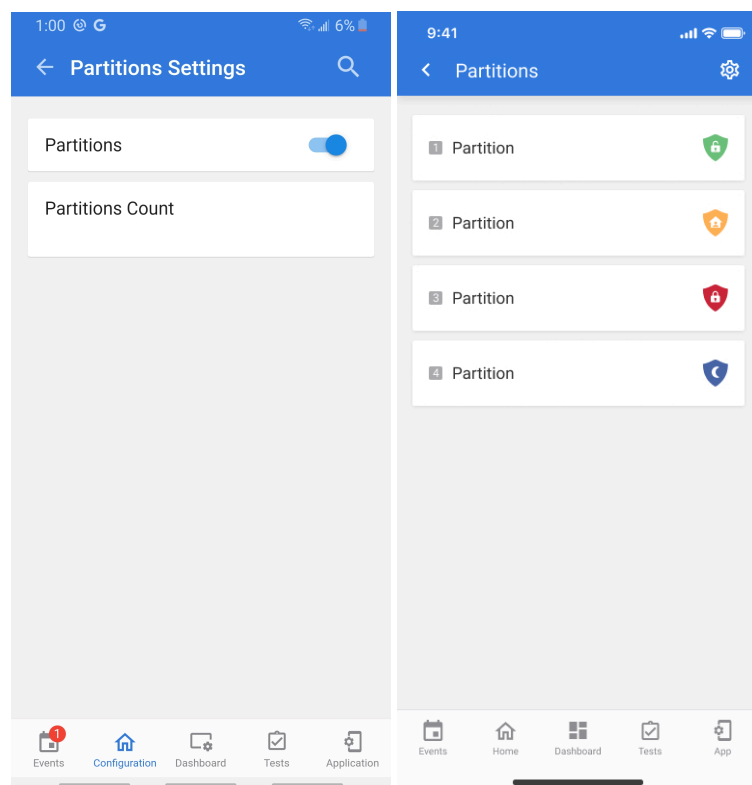 1:00 G 6%
Partitions Settings
Partitions
Partitions Count
1
Events Configuration Dashboard Tests Application
9:41
Partitions
1 Partition
2 Partition
3 Partition
4 Partition
Events Home Dashboard Tests App